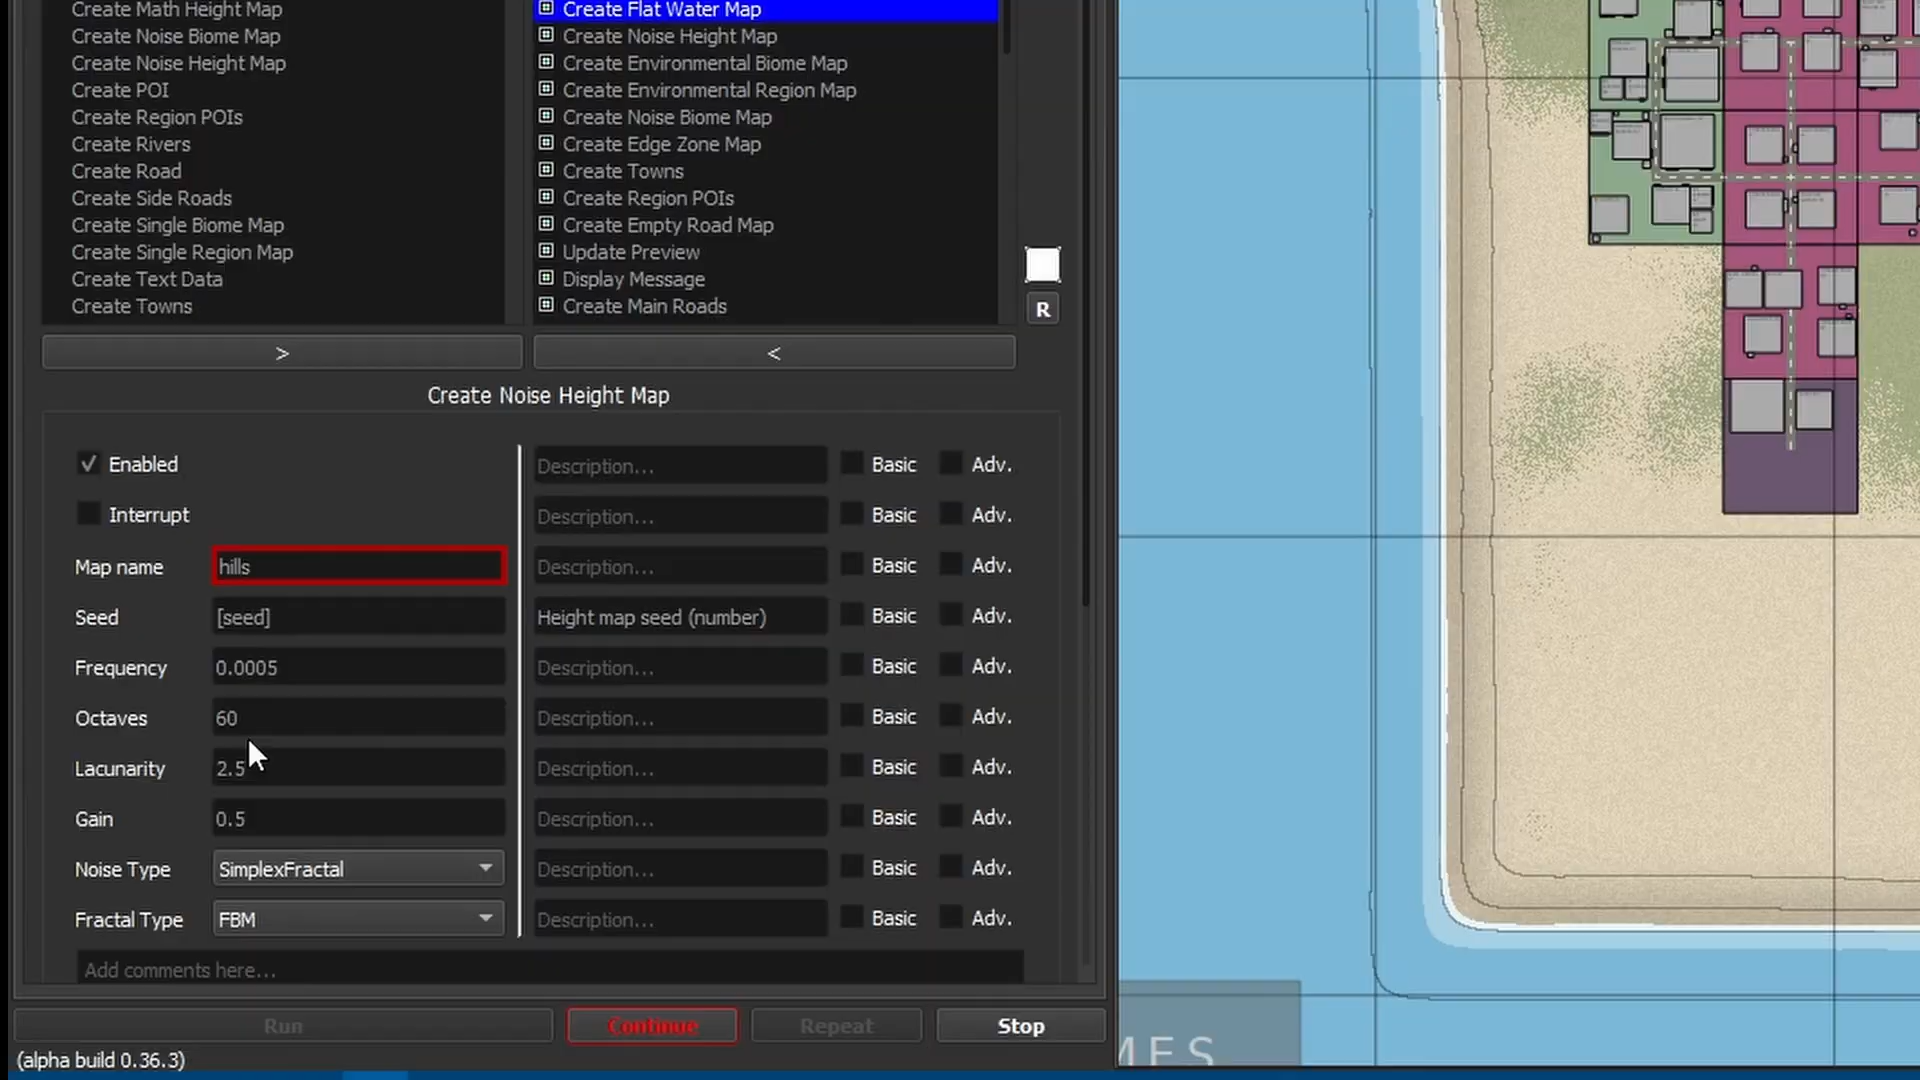 Create Math Height Map
Create Noise Biome Map
Create Noise Height Map
Create POI
Create Region POIs
Create Rivers
Create Road
Create Side Roads
Create Single Biome Map
Create Single Region Map
Create Text Data
Create Towns
Create Flat Water Map
Create Noise Height Map
Create Environmental Biome Map
Create Environmental Region Map
Create Noise Biome Map
Create Edge Zone Map
Create Towns
Create Region POIs
Create Empty Road Map
Update Preview
Display Message
Create Main Roads
R
> <
Create Noise Height Map
Enabled Description... Basic Adv.
Interrupt Description... Basic Adv.
Map name hills Description... Basic Adv.
Seed [seed] Height map seed (number) Basic Adv.
Frequency 0.0005 Description... Basic Adv.
Octaves 60 Description... Basic Adv.
Lacunarity 2.5 Description... Basic Adv.
Gain 0.5 Description... Basic Adv.
Noise Type SimplexFractal Description... Basic Adv.
Fractal Type FBM Description... Basic Adv.
Add comments here...
Run Continue Repeat Stop
(alpha build 0.36.3)